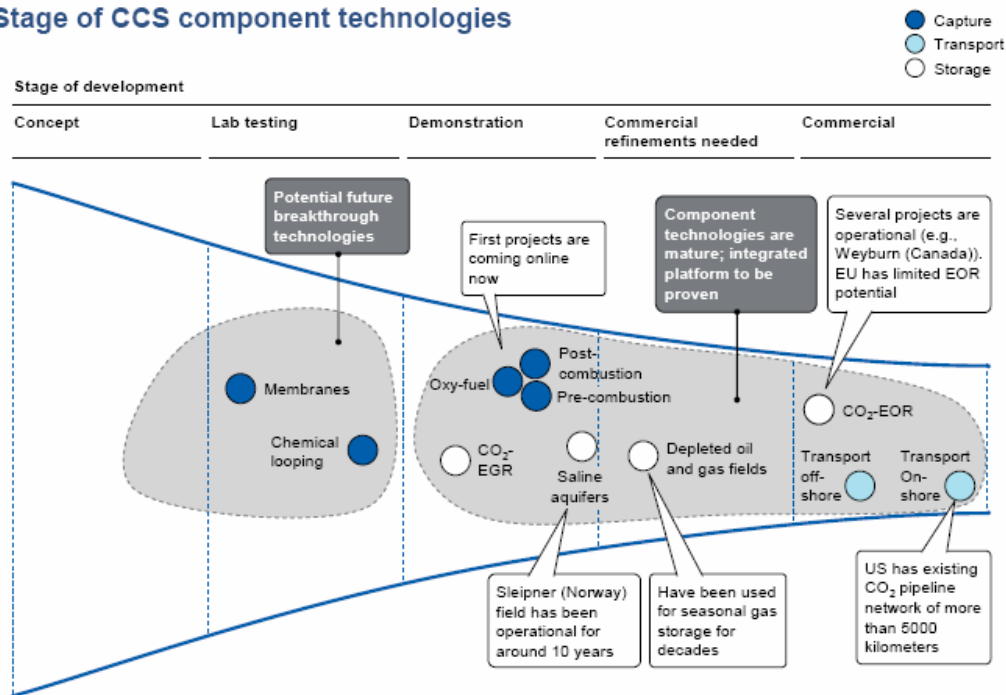 Stage of CCS component technologies
Capture
Transport
Storage
Stage of development
Concept
Lab testing
Demonstration
Commercial
refinements needed
Commercial
Potential future
breakthrough
technologies
First projects are
coming online
now
Component
technologies are
mature; integrated
platform to be
proven
Several projects are
operational (e.g.,
Weyburn (Canada)).
EU has limited EOR
potential
Membranes
Chemical
looping
Oxy-fuel
Post-
combustion
Pre-combustion
CO₂-
EGR
Saline
aquifers
Depleted oil
and gas fields
CO₂-EOR
Transport
off-
shore
Transport
On-
shore
Sleipner (Norway)
field has been
operational for
around 10 years
Have been used
for seasonal gas
storage for
decades
US has existing
CO₂ pipeline
network of more
than 5000
kilometers